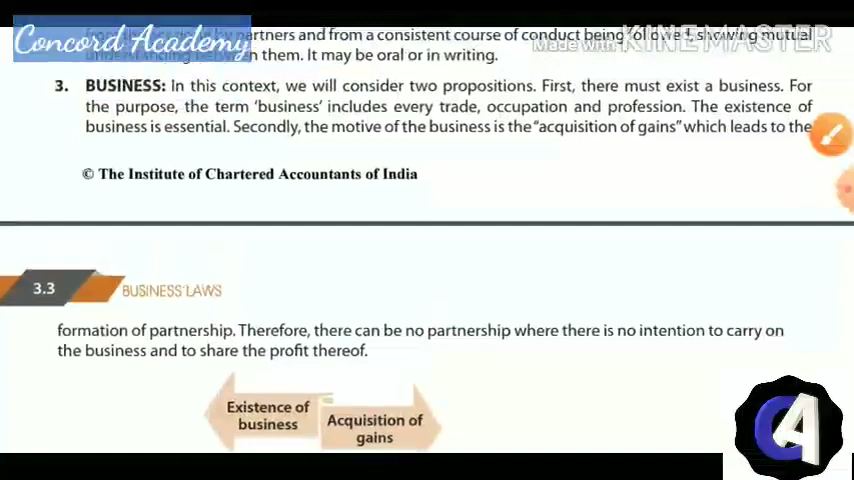 Concord Academy
Made with KINEMASTER
partners and from a consistent course of conduct being followed, showing mutual
them. It may be oral or in writing.
3. BUSINESS: In this context, we will consider two propositions. First, there must exist a business. For
the purpose, the term 'business' includes every trade, occupation and profession. The existence of
business is essential. Secondly, the motive of the business is the "acquisition of gains" which leads to the
© The Institute of Chartered Accountants of India
3.3 BUSINESS LAWS
formation of partnership. Therefore, there can be no partnership where there is no intention to carry on
the business and to share the profit thereof.
Existence of
business
Acquisition of
gains
CA